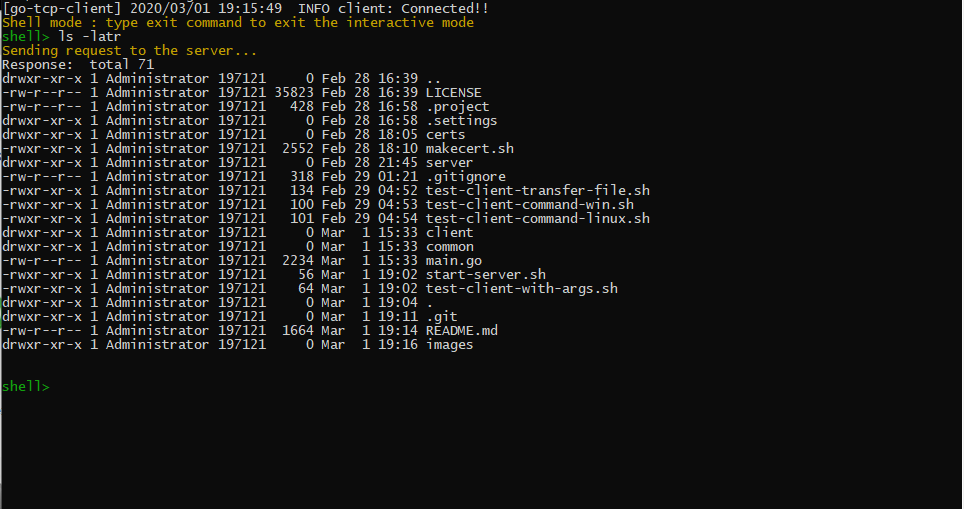 [go-tcp-client] 2020/03/01 19:15:49  INFO client: Connected!!
Shell mode : type exit command to exit the interactive mode
shell> ls -latr
Sending request to the server...
Response:  total 71
drwxr-xr-x 1 Administrator 197121     0 Feb 28 16:39 ..
-rw-r--r-- 1 Administrator 197121 35823 Feb 28 16:39 LICENSE
-rw-r--r-- 1 Administrator 197121   428 Feb 28 16:58 .project
drwxr-xr-x 1 Administrator 197121     0 Feb 28 16:58 .settings
drwxr-xr-x 1 Administrator 197121     0 Feb 28 18:05 certs
-rwxr-xr-x 1 Administrator 197121  2552 Feb 28 18:10 makecert.sh
drwxr-xr-x 1 Administrator 197121     0 Feb 28 21:45 server
-rw-r--r-- 1 Administrator 197121   318 Feb 29 01:21 .gitignore
-rwxr-xr-x 1 Administrator 197121   134 Feb 29 04:52 test-client-transfer-file.sh
-rwxr-xr-x 1 Administrator 197121   100 Feb 29 04:53 test-client-command-win.sh
-rwxr-xr-x 1 Administrator 197121   101 Feb 29 04:54 test-client-command-linux.sh
drwxr-xr-x 1 Administrator 197121     0 Mar  1 15:33 client
drwxr-xr-x 1 Administrator 197121     0 Mar  1 15:33 common
-rw-r--r-- 1 Administrator 197121  2234 Mar  1 15:33 main.go
-rwxr-xr-x 1 Administrator 197121    56 Mar  1 19:02 start-server.sh
-rwxr-xr-x 1 Administrator 197121    64 Mar  1 19:02 test-client-with-args.sh
drwxr-xr-x 1 Administrator 197121     0 Mar  1 19:04 .
drwxr-xr-x 1 Administrator 197121     0 Mar  1 19:11 .git
-rw-r--r-- 1 Administrator 197121  1664 Mar  1 19:14 README.md
drwxr-xr-x 1 Administrator 197121     0 Mar  1 19:16 images
shell>